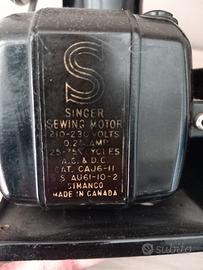 S
SINGER
SEWING MOTOR
210-230 VOLTS
0.2 AMP
25-75 CYCLES
A.C. & D.C.
CAT. CAJ6-11
S AU61-10-2
SIMANCO
MADE IN CANADA
subito